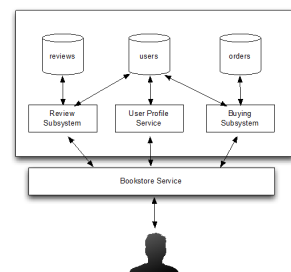 reviews
users
orders
Review
Subsystem
User Profile
Service
Buying
Subsystem
Bookstore Service